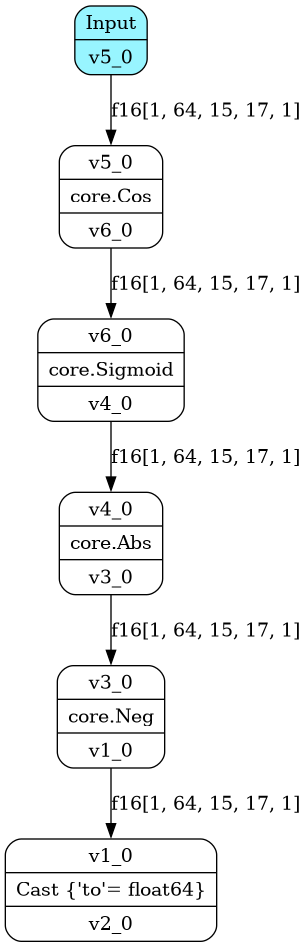 Input
v5_0
f16[1, 64, 15, 17, 1]
v5_0
core.Cos
v6_0
f16[1, 64, 15, 17, 1]
v6_0
core.Sigmoid
v4_0
f16[1, 64, 15, 17, 1]
v4_0
core.Abs
v3_0
f16[1, 64, 15, 17, 1]
v3_0
core.Neg
v1_0
f16[1, 64, 15, 17, 1]
v1_0
Cast {'to'= float64}
v2_0